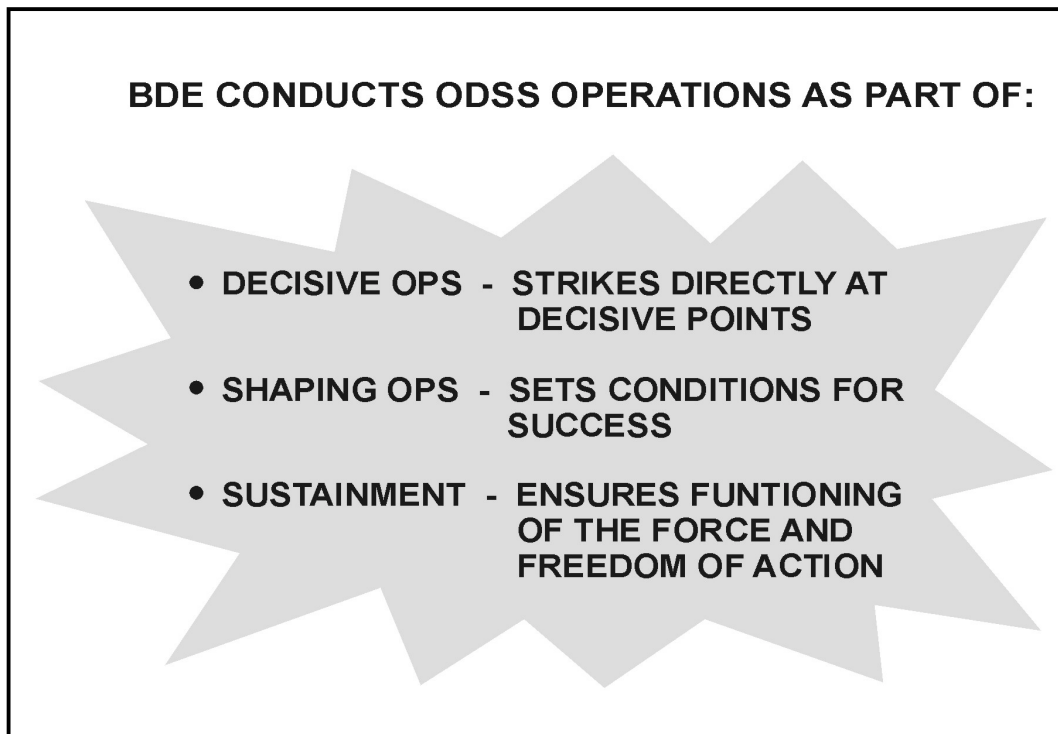 BDE CONDUCTS ODSS OPERATIONS AS PART OF:
• DECISIVE OPS - STRIKES DIRECTLY AT
DECISIVE POINTS
• SHAPING OPS - SETS CONDITIONS FOR
SUCCESS
• SUSTAINMENT - ENSURES FUNTIONING
OF THE FORCE AND
FREEDOM OF ACTION